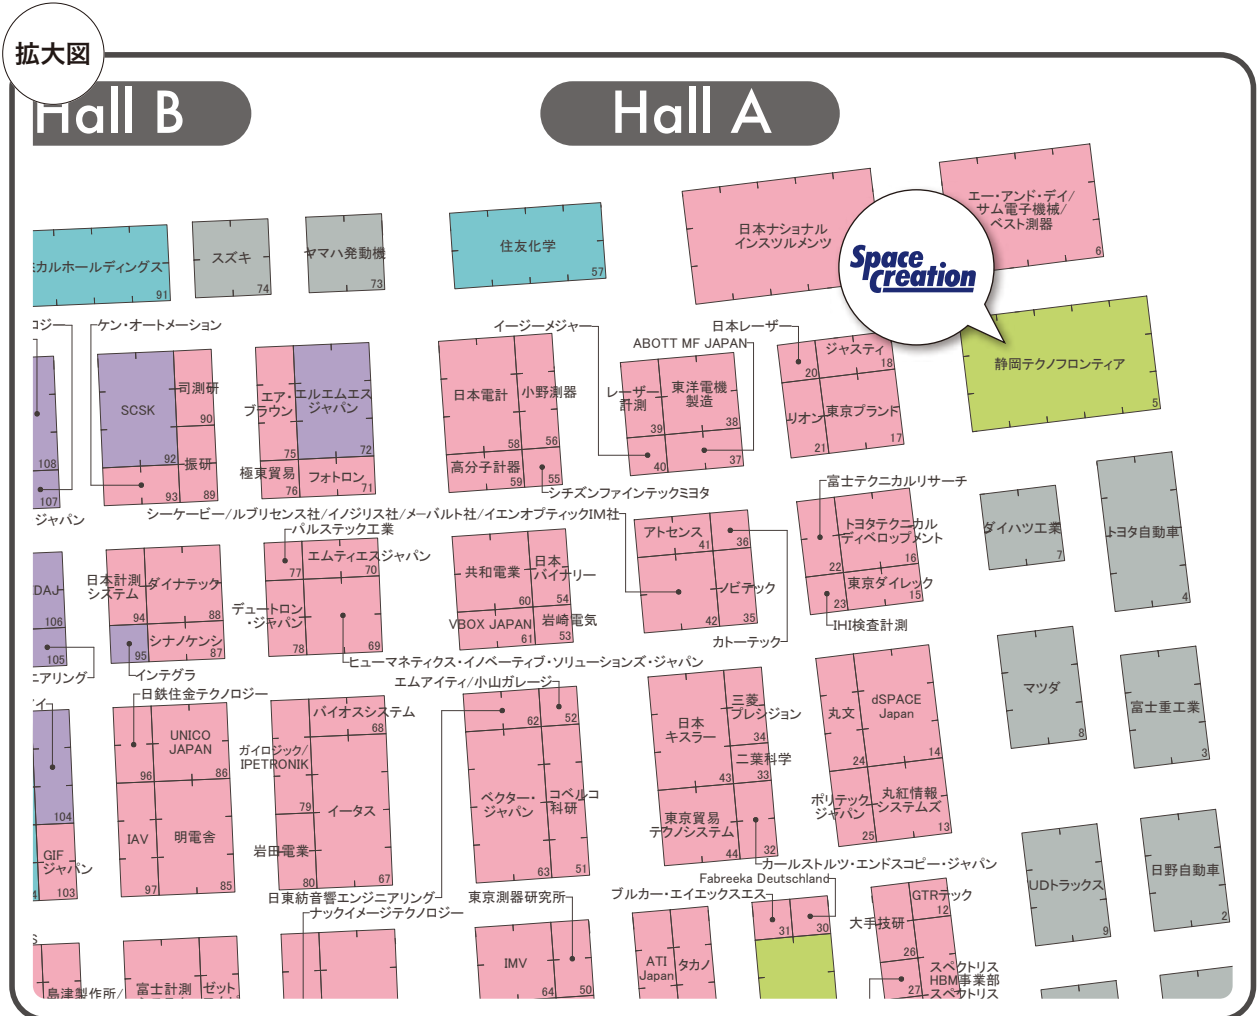 拡大図
Hall B
Hall A
ミカルホールディングス
91
スズキ
74
ヤマハ発動機
73
住友化学
57
日本ナショナル
インスツルメンツ
エー・アンド・デイ/
サム電子機械/
ベスト測器
6
Space
Creation
静岡テクノフロンティア
5
ロジー
ケン・オートメーション
イージーメジャー
日本レーザー
ABOTT MF JAPAN
108
107
ジャパン
SCSK
92
司測研
90
振研
89
93
エア・
ブラウン
75
エルエムエス
ジャパン
72
極東貿易
76
フォトロン
71
日本電計
58
小野測器
56
高分子計器
59
55
シチズンファインテックミヨタ
レーザー
計測
39
東洋電機
製造
38
40
37
20
ジャスティ
18
リオン
21
東京プランド
17
シーケービー/ルブリセンス社/イノジリス社/メーバルト社/イエンオプティックIM社
パルステック工業
富士テクニカルリサーチ
DAJ
106
105
ニアリング
日本計測
システム
94
ダイナテック
88
95
シナノケンシ
87
インテグラ
77
エムティエスジャパン
70
デュートロン
・ジャパン
78
69
ヒューマネティクス・イノベーティブ・ソリューションズ・ジャパン
共和電業
60
日本
バイナリー
54
VBOX JAPAN
61
岩崎電気
53
アトセンス
41
36
42
ノビテック
35
カトーテック
22
トヨタテクニカル
ディベロップメント
16
23
東京ダイレック
15
IHI検査計測
ダイハツ工業
7
トヨタ自動車
4
日鉄住金テクノロジー
エムアイティ/小山ガレージ
イ
104
GIF
ジャパン
103
96
UNICO
JAPAN
86
IAV
97
明電舎
85
バイオスシステム
68
ガイロジック/
IPETRONIK
79
イータス
67
岩田電業
80
62
52
ベクター・
ジャパン
63
コベルコ
科研
51
日東紡音響エンジニアリング
日本
キスラー
43
三菱
プレシジョン
34
二葉科学
33
東京貿易
テクノシステム
44
32
カールストルツ・エンドスコピー・ジャパン
丸文
24
dSPACE
Japan
14
ポリテック
ジャパン
25
丸紅情報
システムズ
13
マツダ
8
富士重工業
3
UDトラックス
9
日野自動車
2
ナックイメージテクノロジー
東京測器研究所
ブルカー・エイエックスエス
Fabreeka Deutschland
島津製作所/
富士計測
ゼット
IMV
64
50
ATI
Japan
タカノ
31
30
大手技研
26
GTRテック
12
27
スペクトリス
HBM事業部
スペクトリス